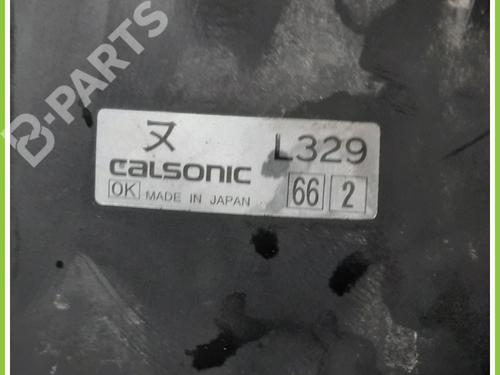 B-PARTS
ヌ L329
calsonic
66 2
OK MADE IN JAPAN